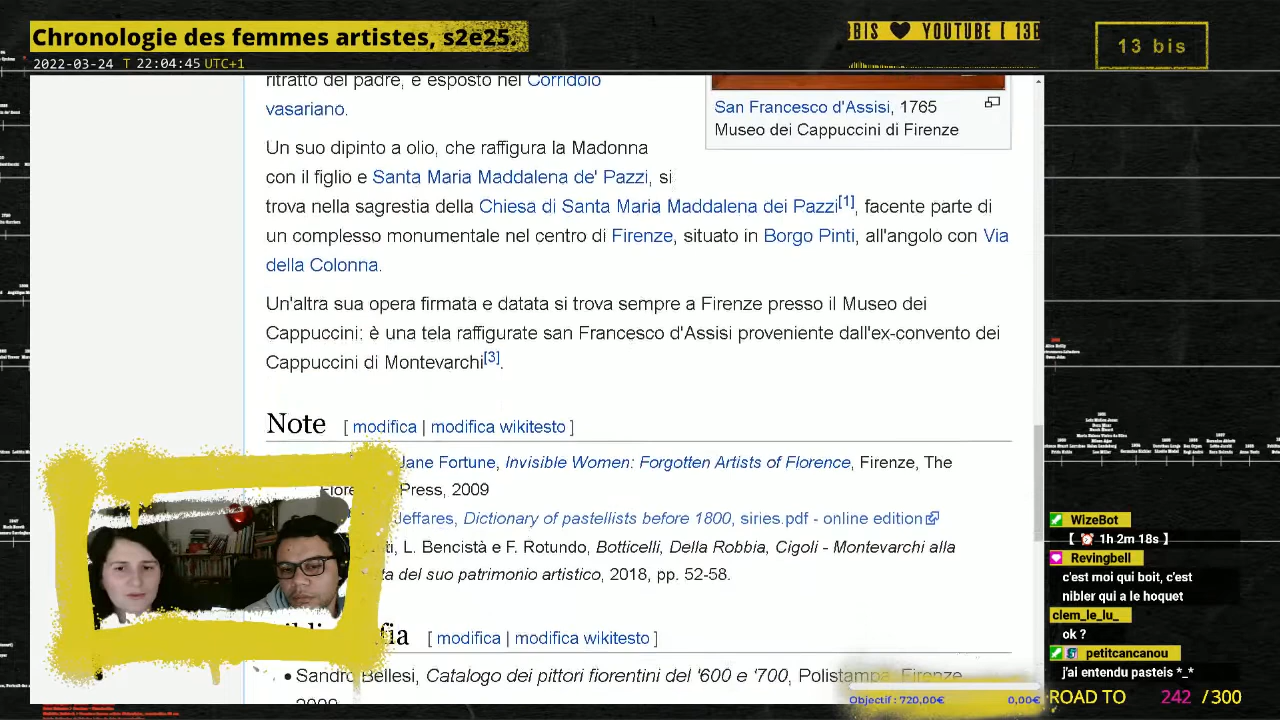 Chronologie des femmes artistes, s2e25
2022-03-24 T 22:04:45 UTC+1
BIS ❤ YOUTUBE [ 13B
13 bis
ritratto del padre, è esposto nel Corridoio
vasariano.
San Francesco d'Assisi, 1765
Museo dei Cappuccini di Firenze
Un suo dipinto a olio, che raffigura la Madonna
con il figlio e Santa Maria Maddalena de' Pazzi, si
trova nella sagrestia della Chiesa di Santa Maria Maddalena dei Pazzi[1], facente parte di
un complesso monumentale nel centro di Firenze, situato in Borgo Pinti, all'angolo con Via
della Colonna.
Un'altra sua opera firmata e datata si trova sempre a Firenze presso il Museo dei
Cappuccini: è una tela raffigurate san Francesco d'Assisi proveniente dall'ex-convento dei
Cappuccini di Montevarchi[3].
Note [ modifica | modifica wikitesto ]
Jane Fortune, Invisible Women: Forgotten Artists of Florence, Firenze, The
Press, 2009
Jeffares, Dictionary of pastellists before 1800, siries.pdf - online edition
L. Bencistà e F. Rotundo, Botticelli, Della Robbia, Cigoli - Montevarchi alla
del suo patrimonio artistico, 2018, pp. 52-58.
[ modifica | modifica wikitesto ]
• Sandro Bellesi, Catalogo dei pittori fiorentini del '600 e '700, Polistampa, Firenze
2009
WizeBot
【 ⏰ 1h 2m 18s 】
Revingbell
c'est moi qui boit, c'est
nibler qui a le hoquet
clem_le_lu_
ok ?
petitcancanou
j'ai entendu pasteis *_*
Objectif : 720,00€ 0,00€
ROAD TO 242 / 300